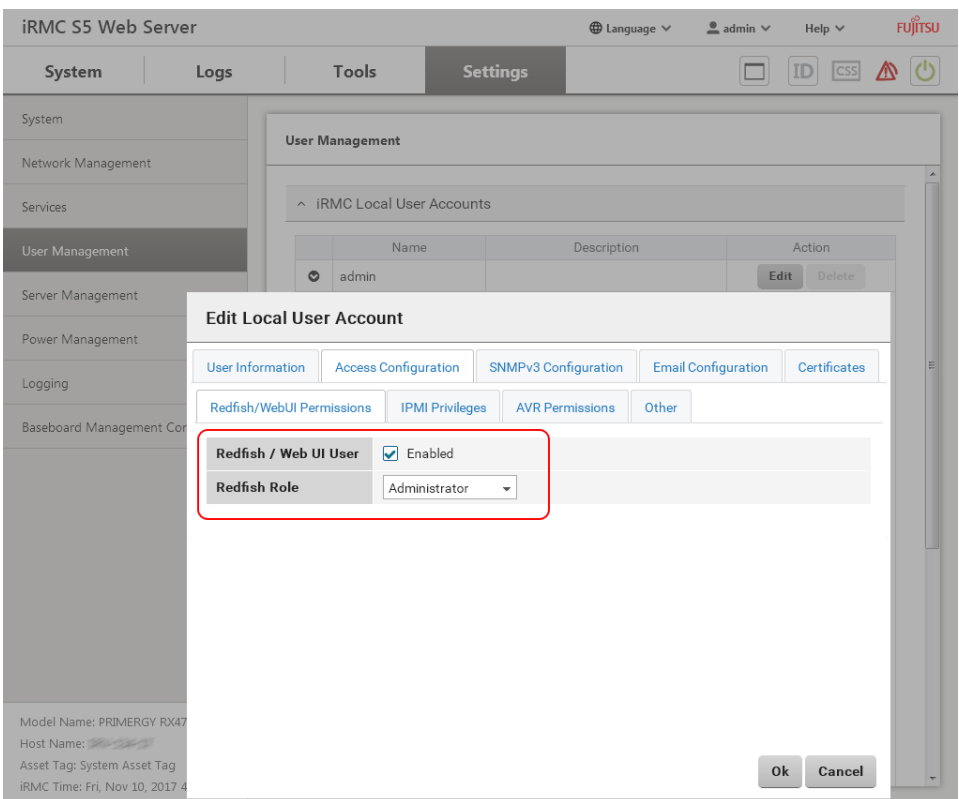 iRMC S5 Web Server
Language
admin
Help
FUJITSU
System
Logs
Tools
Settings
ID
CSS
System
Network Management
Services
User Management
Server Management
Power Management
Logging
Baseboard Management Cor
User Management
iRMC Local User Accounts
Name Description Action
admin Edit Delete
Edit Local User Account
User Information Access Configuration SNMPv3 Configuration Email Configuration Certificates
Redfish/WebUI Permissions IPMI Privileges AVR Permissions Other
Redfish / Web UI User Enabled
Redfish Role Administrator
Ok Cancel
Model Name: PRIMERGY RX47
Host Name:
Asset Tag: System Asset Tag
iRMC Time: Fri, Nov 10, 2017 4